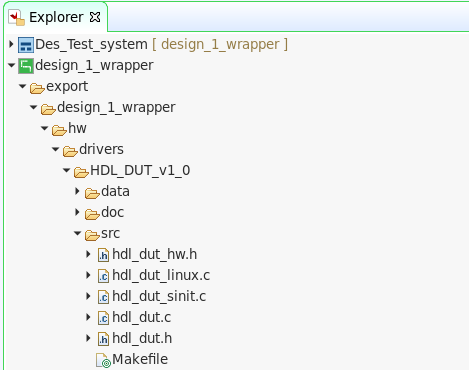 Explorer
Des_Test_system [ design_1_wrapper ]
design_1_wrapper
export
design_1_wrapper
hw
drivers
HDL_DUT_v1_0
data
doc
src
.h hdl_dut_hw.h
.c hdl_dut_linux.c
.c hdl_dut_sinit.c
.c hdl_dut.c
.h hdl_dut.h
Makefile